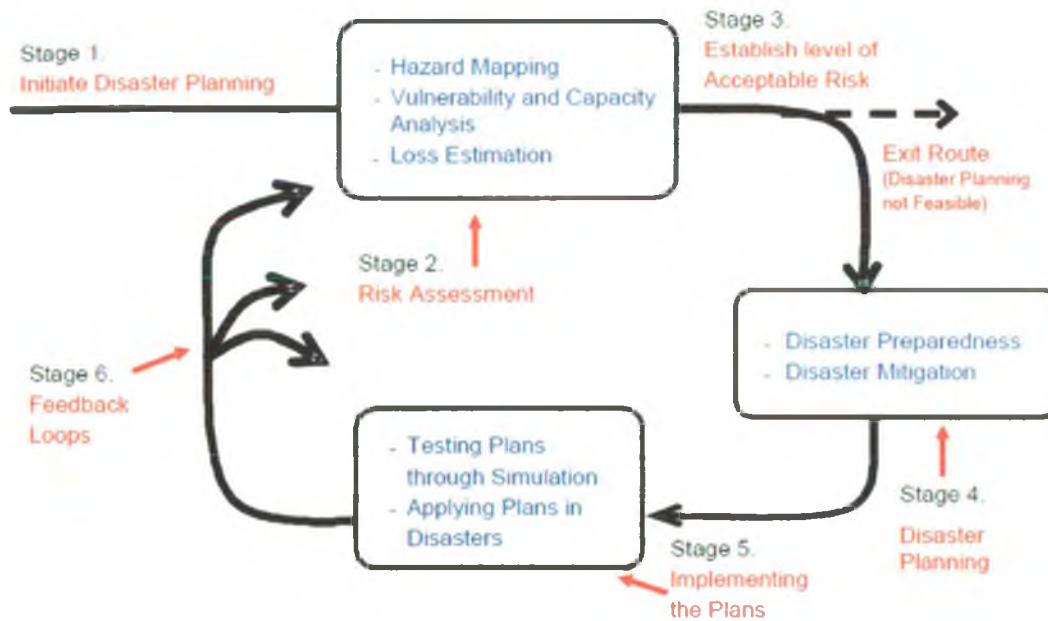 Stage 1.
Initiate Disaster Planning
- Hazard Mapping
- Vulnerability and Capacity
Analysis
- Loss Estimation
Stage 2.
Risk Assessment
Stage 3.
Establish level of
Acceptable Risk
Exit Route
(Disaster Planning
not Feasible)
- Disaster Preparedness
- Disaster Mitigation
Stage 4.
Disaster
Planning
- Testing Plans
through Simulation
- Applying Plans in
Disasters
Stage 5.
Implementing
the Plans
Stage 6.
Feedback
Loops